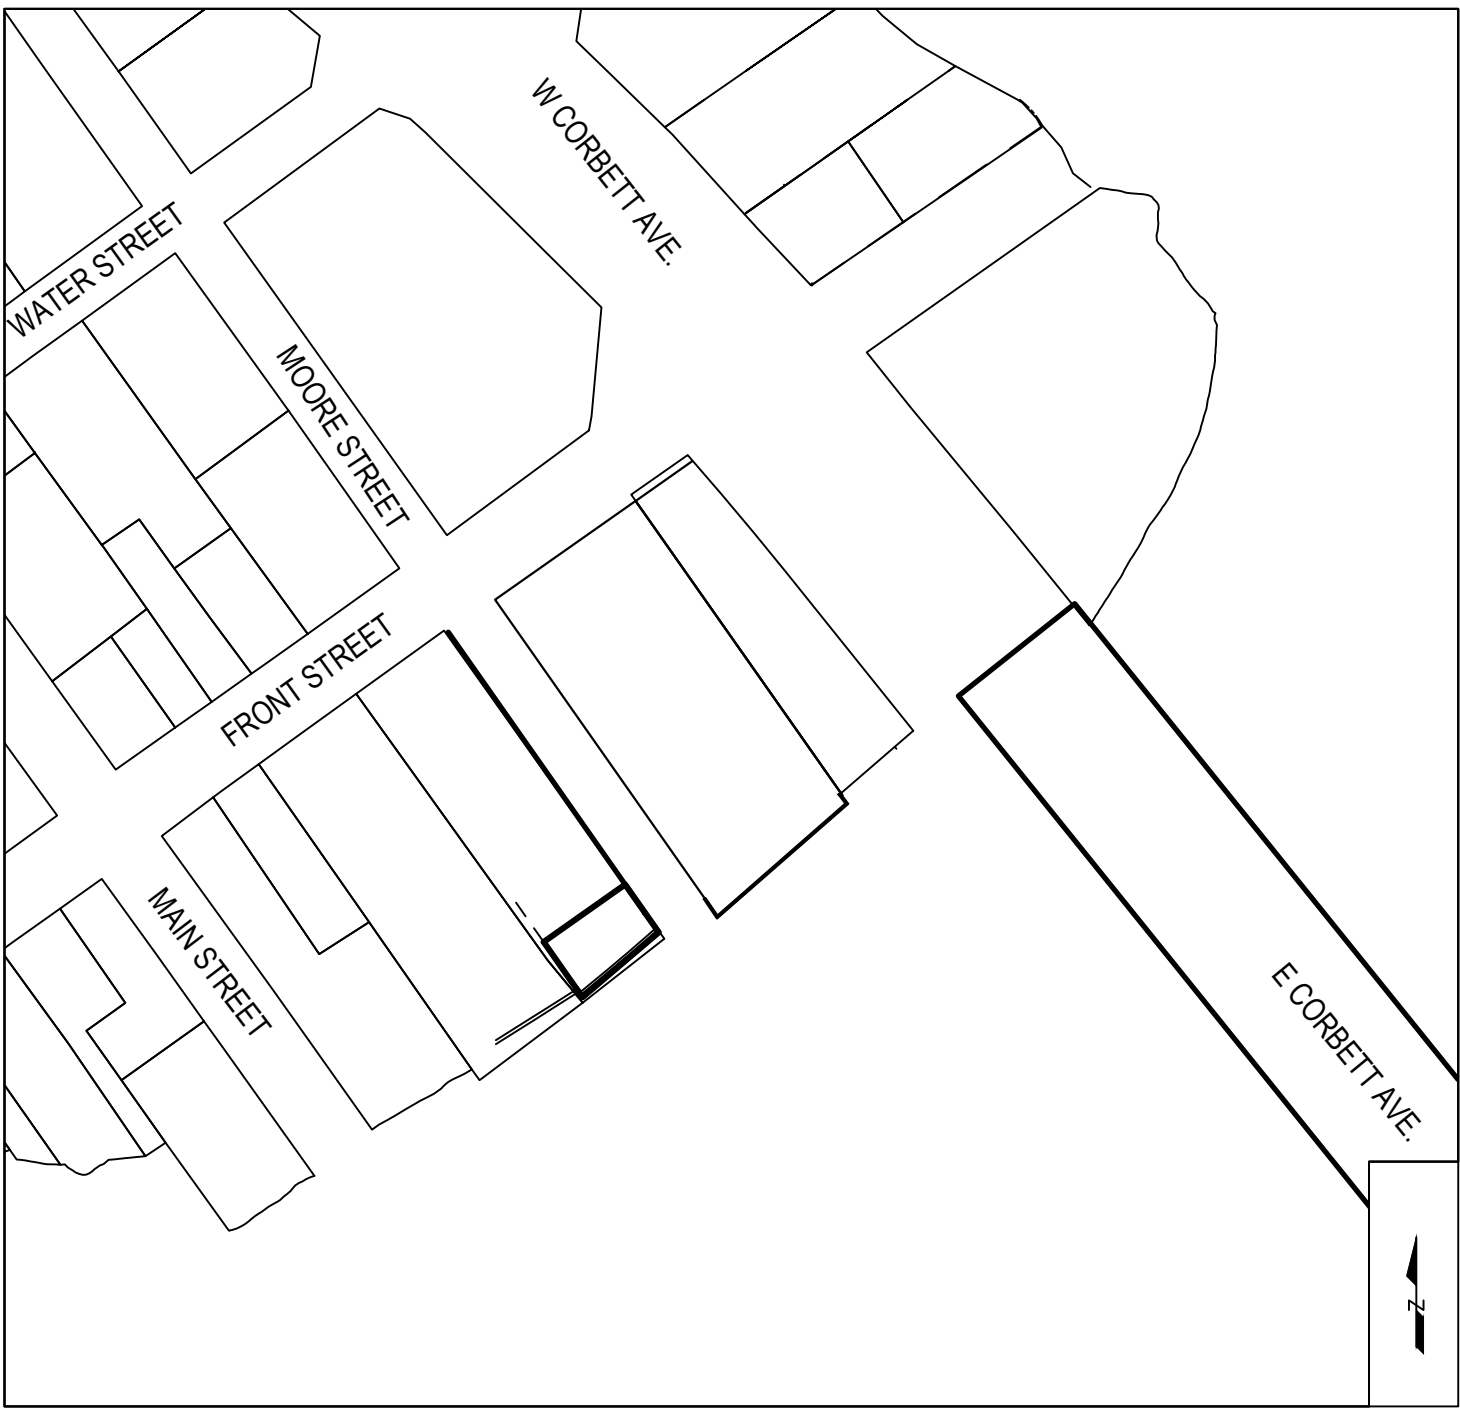 W CORBETT AVE.
WATER STREET
MOORE STREET
FRONT STREET
MAIN STREET
E CORBETT AVE.
N